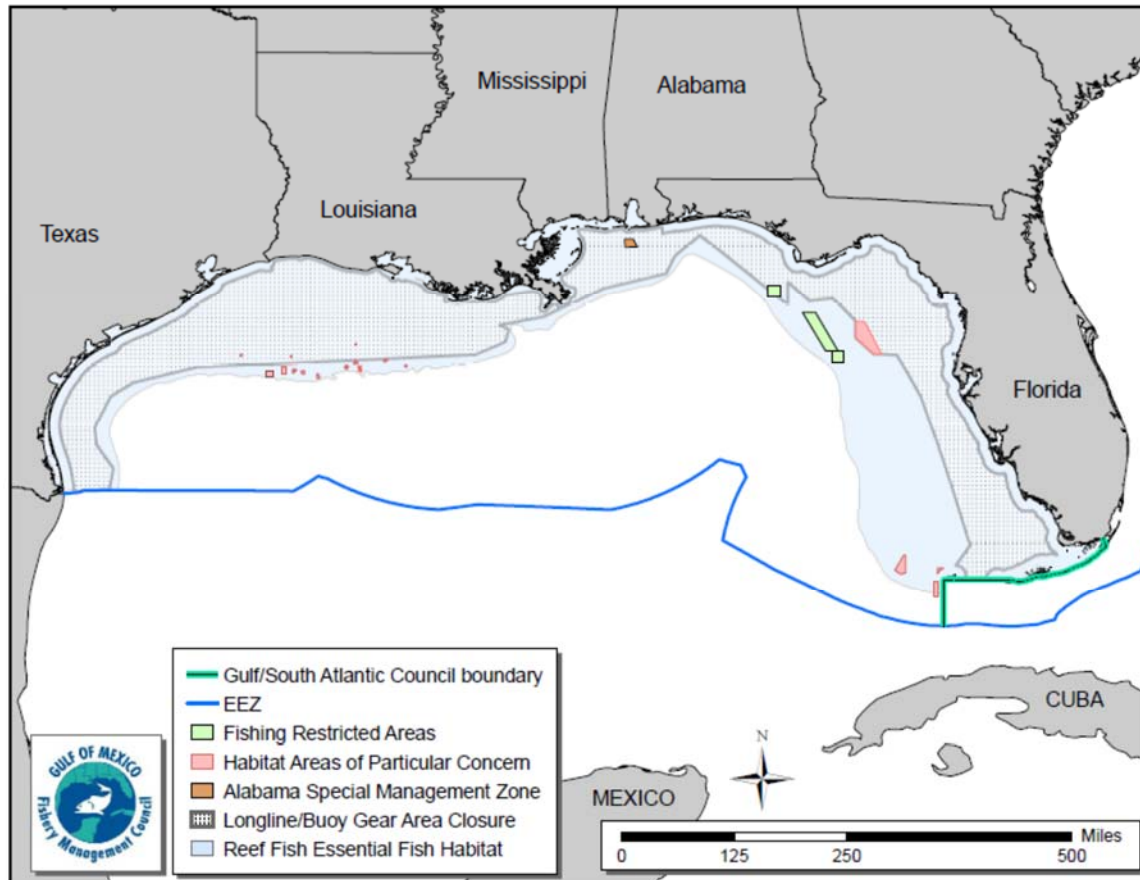 Mississippi
Alabama
Louisiana
Texas
Florida
Gulf/South Atlantic Council boundary
EEZ
Fishing Restricted Areas
Habitat Areas of Particular Concern
Alabama Special Management Zone
Longline/Buoy Gear Area Closure
Reef Fish Essential Fish Habitat
GULF OF MEXICO
Fishery Management Council
N
CUBA
MEXICO
Miles
0 125 250 500